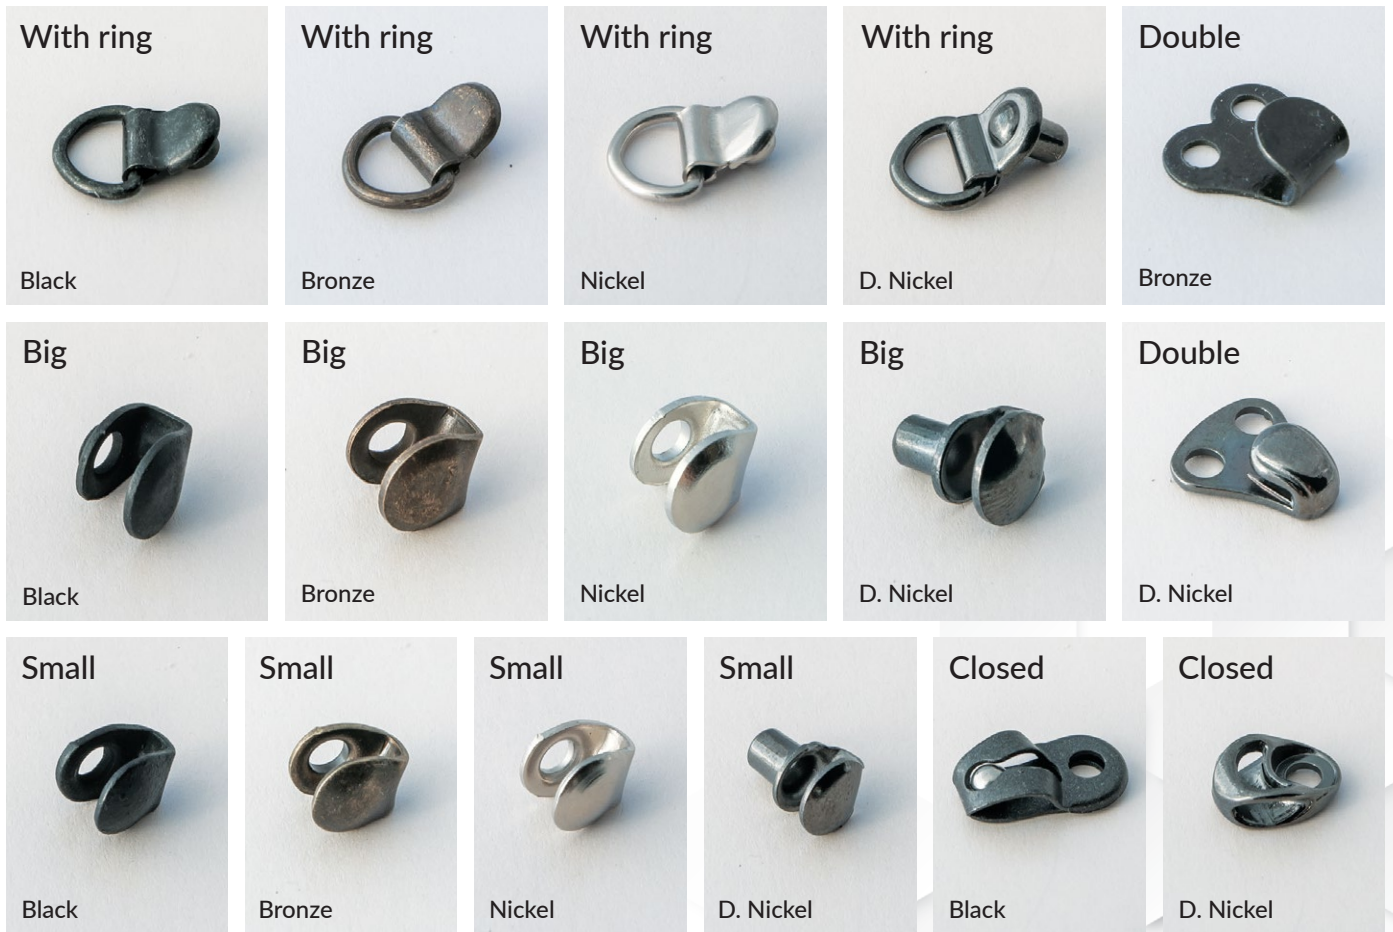 With ring
Black
With ring
Bronze
With ring
Nickel
With ring
D. Nickel
Double
Bronze
Big
Black
Big
Bronze
Big
Nickel
Big
D. Nickel
Double
D. Nickel
Small
Black
Small
Bronze
Small
Nickel
Small
D. Nickel
Closed
Black
Closed
D. Nickel